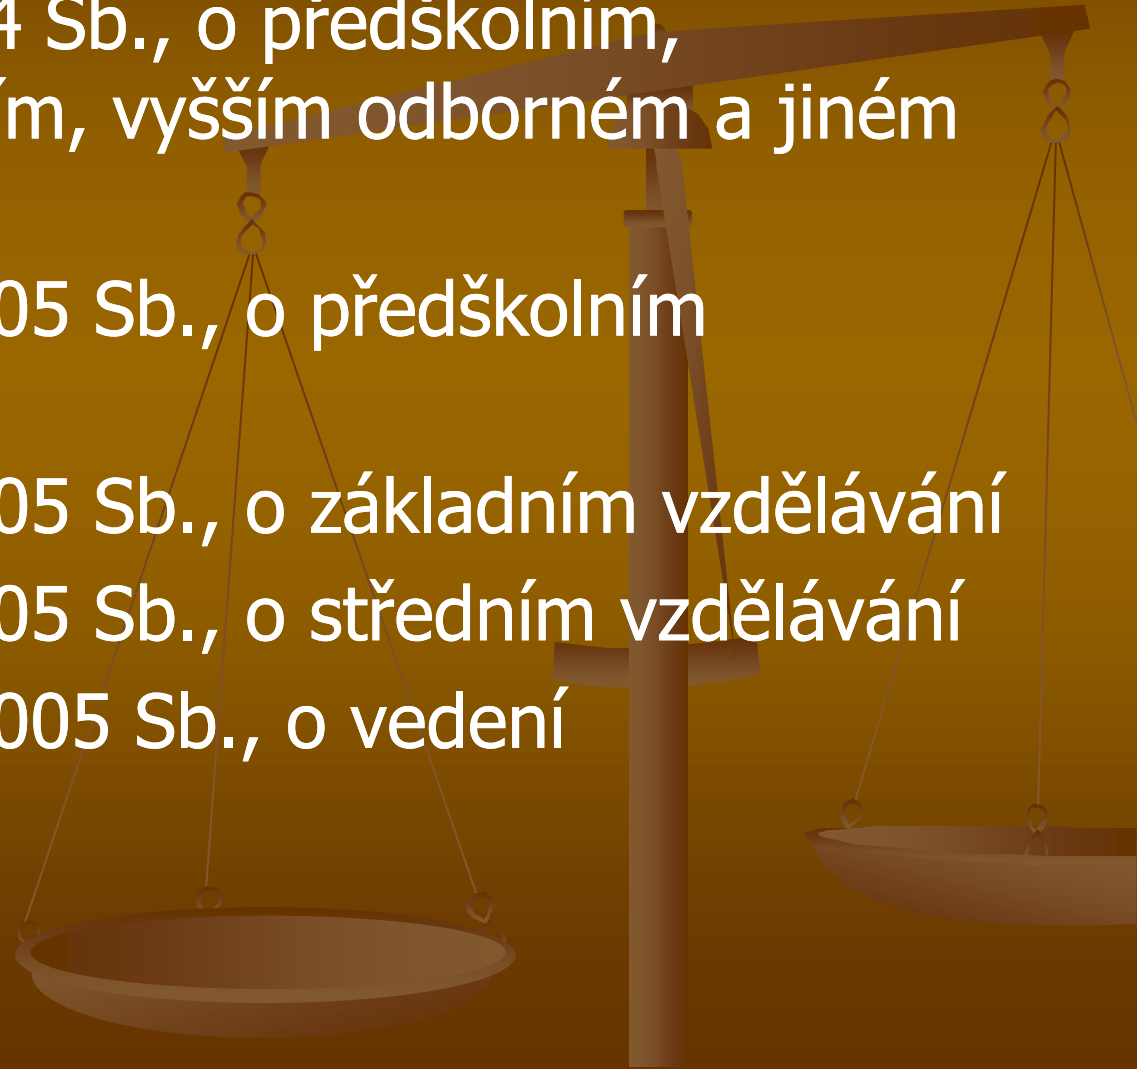 4 Sb., o předškolním,
ím, vyšším odborném a jiném
05 Sb., o předškolním
05 Sb., o základním vzdělávání
05 Sb., o středním vzdělávání
005 Sb., o vedení